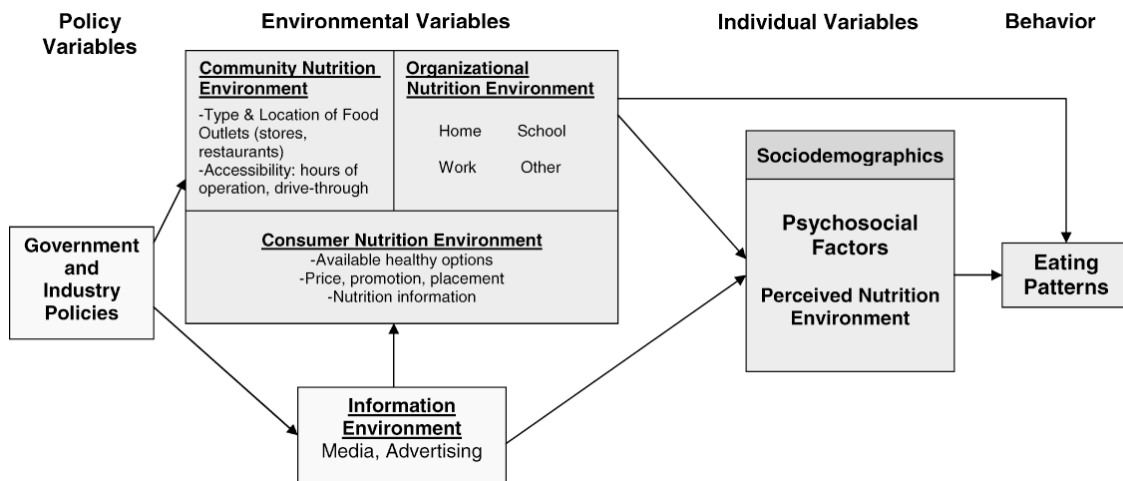 Policy
Variables
Environmental Variables
Individual Variables
Behavior
Community Nutrition
Environment
-Type & Location of Food
Outlets (stores,
restaurants)
-Accessibility: hours of
operation, drive-through
Organizational
Nutrition Environment
Home School
Work Other
Consumer Nutrition Environment
-Available healthy options
-Price, promotion, placement
-Nutrition information
Government
and
Industry
Policies
Information
Environment
Media, Advertising
Sociodemographics
Psychosocial
Factors
Perceived Nutrition
Environment
Eating
Patterns